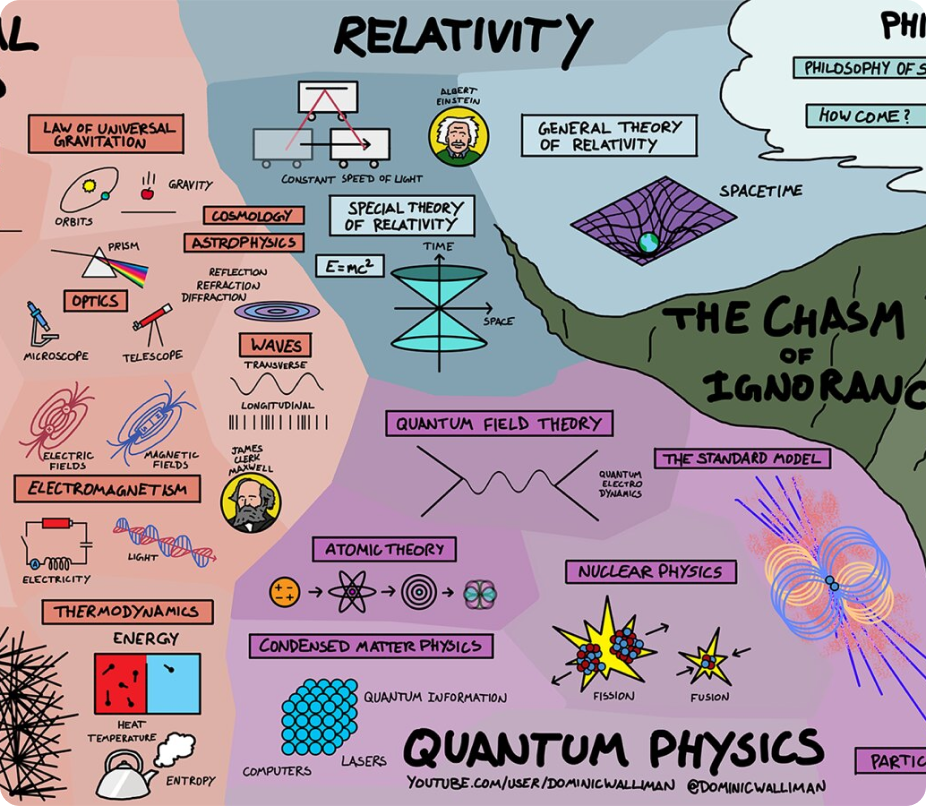 AL
RELATIVITY
PHI
PHILOSOPHY OF S
HOW COME?
LAW OF UNIVERSAL
GRAVITATION
ORBITS
GRAVITY
COSMOLOGY
ASTROPHYSICS
PRISM
OPTICS
MICROSCOPE
TELESCOPE
REFLECTION
REFRACTION
DIFFRACTION
WAVES
TRANSVERSE
LONGITUDINAL
ELECTRIC
FIELDS
MAGNETIC
FIELDS
JAMES
CLERK
MAXWELL
ELECTROMAGNETISM
A
ELECTRICITY
LIGHT
THERMODYNAMICS
ENERGY
HEAT
TEMPERATURE
ENTROPY
CONSTANT SPEED OF LIGHT
ALBERT
EINSTEIN
SPECIAL THEORY
OF RELATIVITY
E=mc²
TIME
SPACE
GENERAL THEORY
OF RELATIVITY
SPACETIME
THE CHASM
OF
IGNORANC
QUANTUM FIELD THEORY
QUANTUM
ELECTRO
DYNAMICS
THE STANDARD MODEL
ATOMIC THEORY
NUCLEAR PHYSICS
FISSION
FUSION
CONDENSED MATTER PHYSICS
QUANTUM INFORMATION
LASERS
COMPUTERS
QUANTUM PHYSICS
YOUTUBE.COM/USER/DOMINICWALLIMAN @DOMINICWALLIMAN
PARTIC